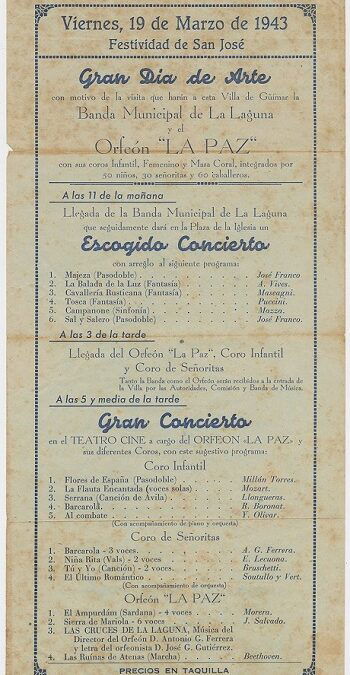 Viernes, 19 de Marzo de 1943
Festividad de San José
Gran Día de Arte
con motivo de la visita que harán a esta Villa de Güímar la
Banda Municipal de La Laguna
y el
Orfeón "LA PAZ"
con sus coros Infantil, Femenino y Masa Coral, integrados por
50 niños, 30 señoritas y 60 caballeros.
A las 11 de la mañana
Llegada de la Banda Municipal de La Laguna
que seguidamente dará en la Plaza de la Iglesia un
Escogido Concierto
con arreglo al siguiente programa:
1. Majeza (Pasodoble) . . . . . . . José Franco
2. La Balada de la Luz (Fantasía) . . . . A. Vives.
3. Cavallería Rusticana (Fantasía) . . . . Mascagni.
4. Tosca (Fantasía) . . . . . . . . Puccini.
5. Campanone (Sinfonía) . . . . . . . Mazza.
6. Sal y Salero (Pasodoble) . . . . . . José Franco.
A las 3 de la tarde
Llegada del Orfeón "La Paz", Coro Infantil
y Coro de Señoritas
Tanto la Banda como el Orfeón serán recibidos a la entrada de
la Villa por las Autoridades, Comisión y Banda de Música.
A las 5 y media de la tarde
Gran Concierto
en el TEATRO CINE a cargo del ORFEON «LA PAZ» y
sus diferentes Coros, con este sugestivo programa:
Coro Infantil
1. Flores de España (Pasodoble) . . . . Millán Torres.
2. La Flauta Encantada (voces solas) . . . . Mozart.
3. Serrana (Canción de Avila) . . . . . Llongueras.
4. Barcarola . . . . . . . . . R. Boronat.
5. Al combate . . . . . . . . . Y. Olivar.
(Con acompañamiento de piano y orquesta)
Coro de Señoritas
1. Barcarola - 3 voces. . . . . . . A. G. Ferrera.
2. Niña Rita (Vals) - 2 voces . . . . . E. Lecuona.
3. Tú y Yo (Canción) - 2 voces . . . . . Bruschetti.
4. El Ultimo Romántico . . . . . . Soutullo y Vert.
(Con acompañamiento de orquesta)
Orfeón "LA PAZ"
1. El Ampurdám (Sardana) - 4 voces . . . . Morera.
2. Sierra de Mariola - 6 voces . . . . . J. Salvado.
3. LAS CRUCES DE LA LAGUNA, Música del
Director del Orfeón D. Antonio G. Ferrera
y letra del orfeonista D. José G. Gutiérrez.
4. Las Ruinas de Atenas (Marcha) . . . . Beethoven.
PRECIOS EN TAQUILLA